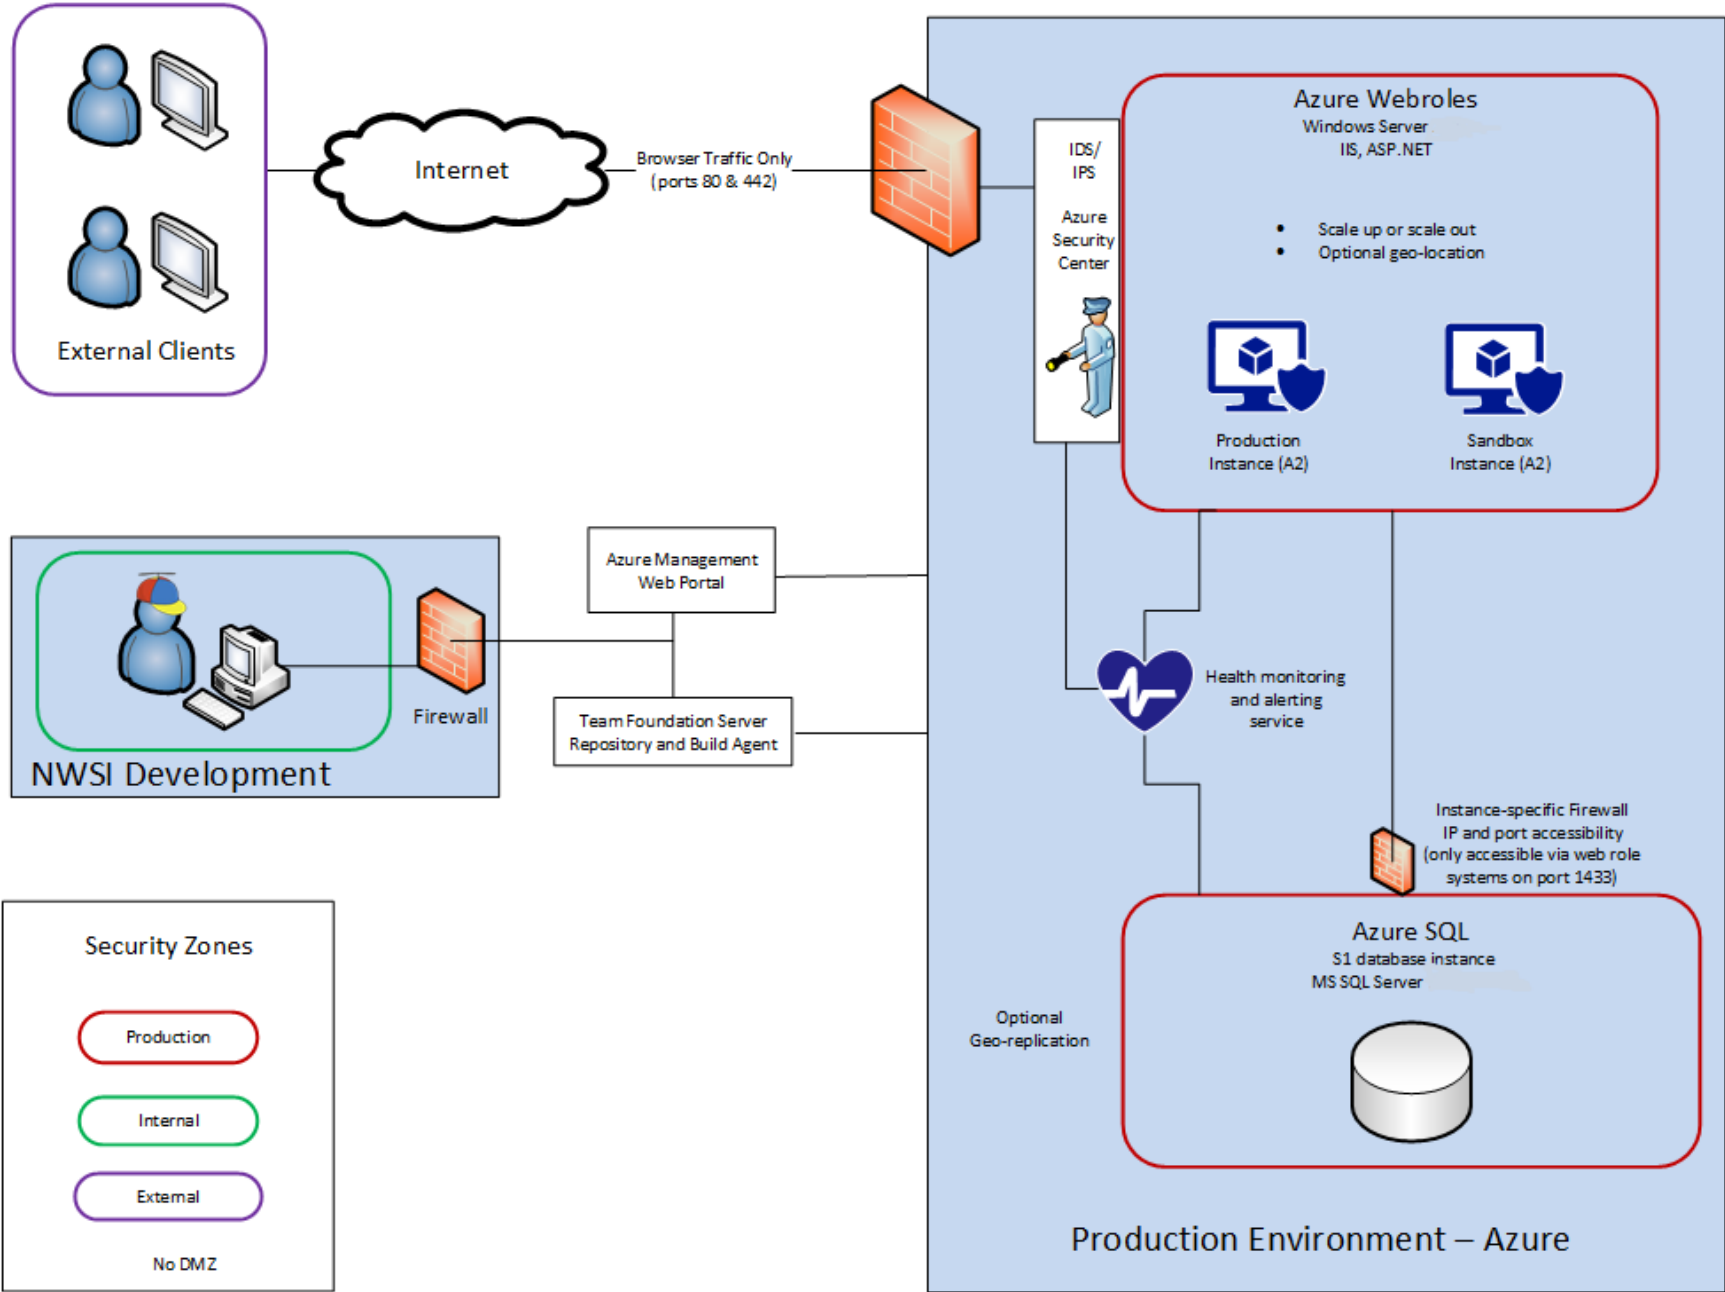 External Clients
Internet
Browser Traffic Only
(ports 80 & 442)
IDS/
IPS
Azure
Security
Center
Azure Webroles
Windows Server
IIS, ASP.NET
• Scale up or scale out
• Optional geo-location
Production
Instance (A2)
Sandbox
Instance (A2)
Azure Management
Web Portal
Team Foundation Server
Repository and Build Agent
Firewall
NWSI Development
Health monitoring
and alerting
service
Instance-specific Firewall
IP and port accessibility
(only accessible via web role
systems on port 1433)
Azure SQL
S1 database instance
MS SQL Server
Optional
Geo-replication
Production Environment – Azure
Security Zones
Production
Internal
External
No DMZ